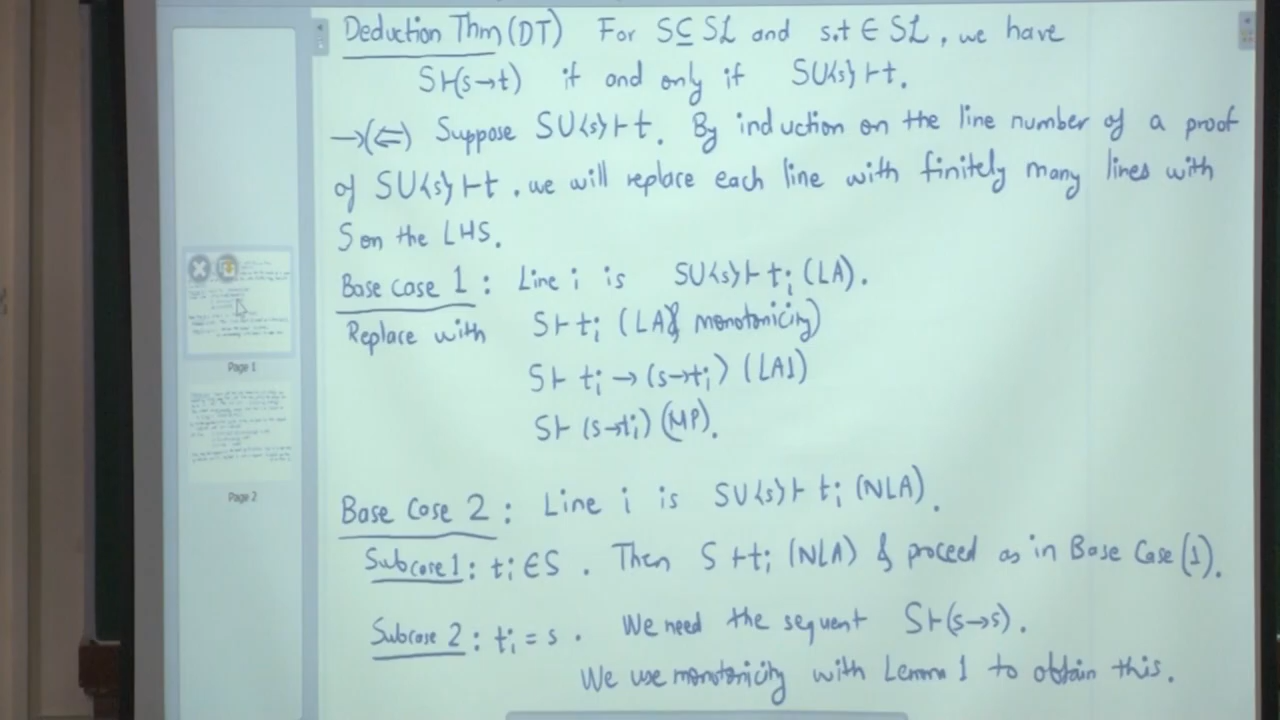 Deduction Thm (DT) For S ⊆ SL and s,t ∈ SL, we have
S⊢(s→t) if and only if S∪{s}⊢t.
→(⇐) Suppose S∪{s}⊢t. By induction on the line number of a proof
of S∪{s}⊢t, we will replace each line with finitely many lines with
S on the LHS.
Base case 1: Line i is S∪{s}⊢tᵢ (LA).
Replace with S⊢tᵢ (LA & monotonicity)
S⊢ tᵢ → (s→tᵢ) (LA1)
S⊢ (s→tᵢ) (MP).
Base Case 2: Line i is S∪{s}⊢ tᵢ (NLA).
Subcase 1: tᵢ ∈ S. Then S⊢tᵢ (NLA) & proceed as in Base Case (1).
Subcase 2: tᵢ = s. We need the sequent S⊢(s→s).
We use monotonicity with Lemma 1 to obtain this.
Page 1
Page 2